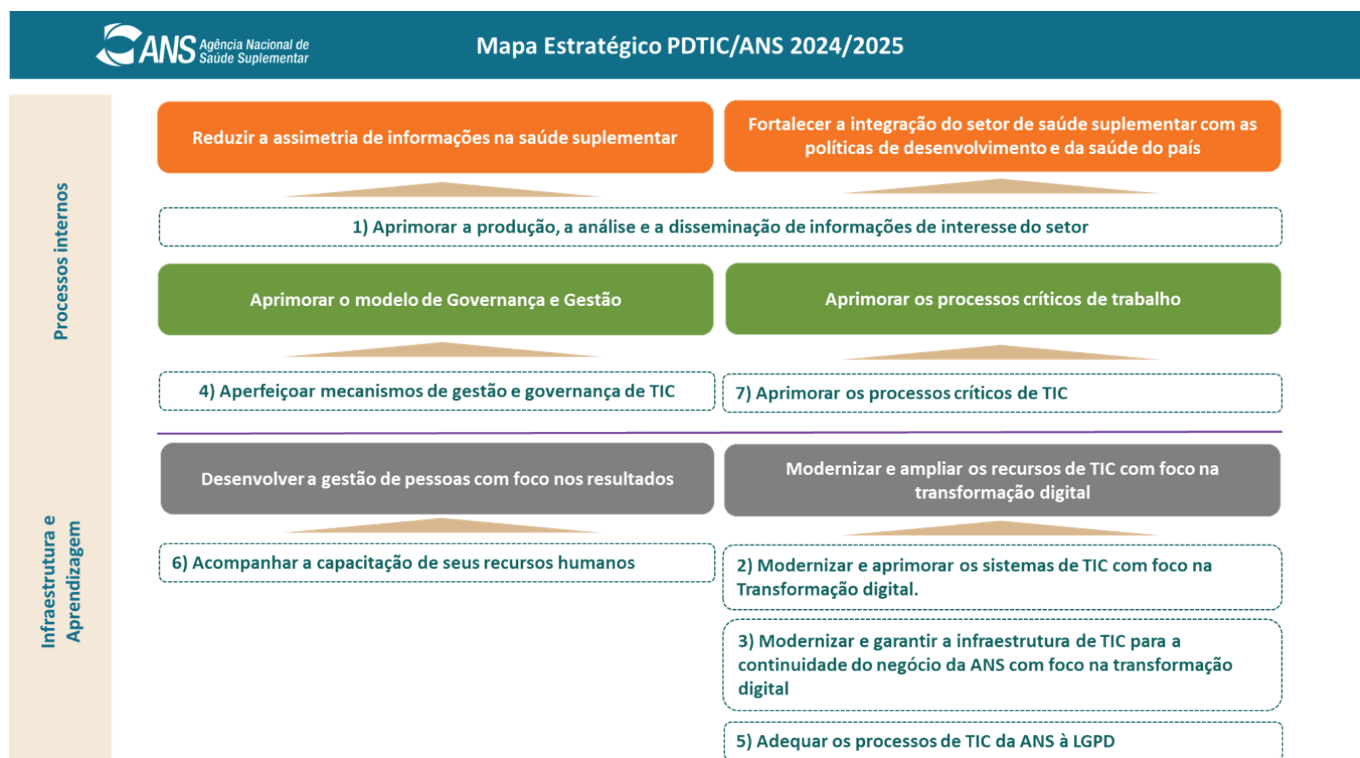 ANS Agência Nacional de
Saúde Suplementar
Mapa Estratégico PDTIC/ANS 2024/2025
Processos internos
Reduzir a assimetria de informações na saúde suplementar
Fortalecer a integração do setor de saúde suplementar com as
políticas de desenvolvimento e da saúde do país
1) Aprimorar a produção, a análise e a disseminação de informações de interesse do setor
Aprimorar o modelo de Governança e Gestão
Aprimorar os processos críticos de trabalho
4) Aperfeiçoar mecanismos de gestão e governança de TIC
7) Aprimorar os processos críticos de TIC
Infraestrutura e
Aprendizagem
Desenvolver a gestão de pessoas com foco nos resultados
Modernizar e ampliar os recursos de TIC com foco na
transformação digital
6) Acompanhar a capacitação de seus recursos humanos
2) Modernizar e aprimorar os sistemas de TIC com foco na
Transformação digital.
3) Modernizar e garantir a infraestrutura de TIC para a
continuidade do negócio da ANS com foco na transformação
digital
5) Adequar os processos de TIC da ANS à LGPD